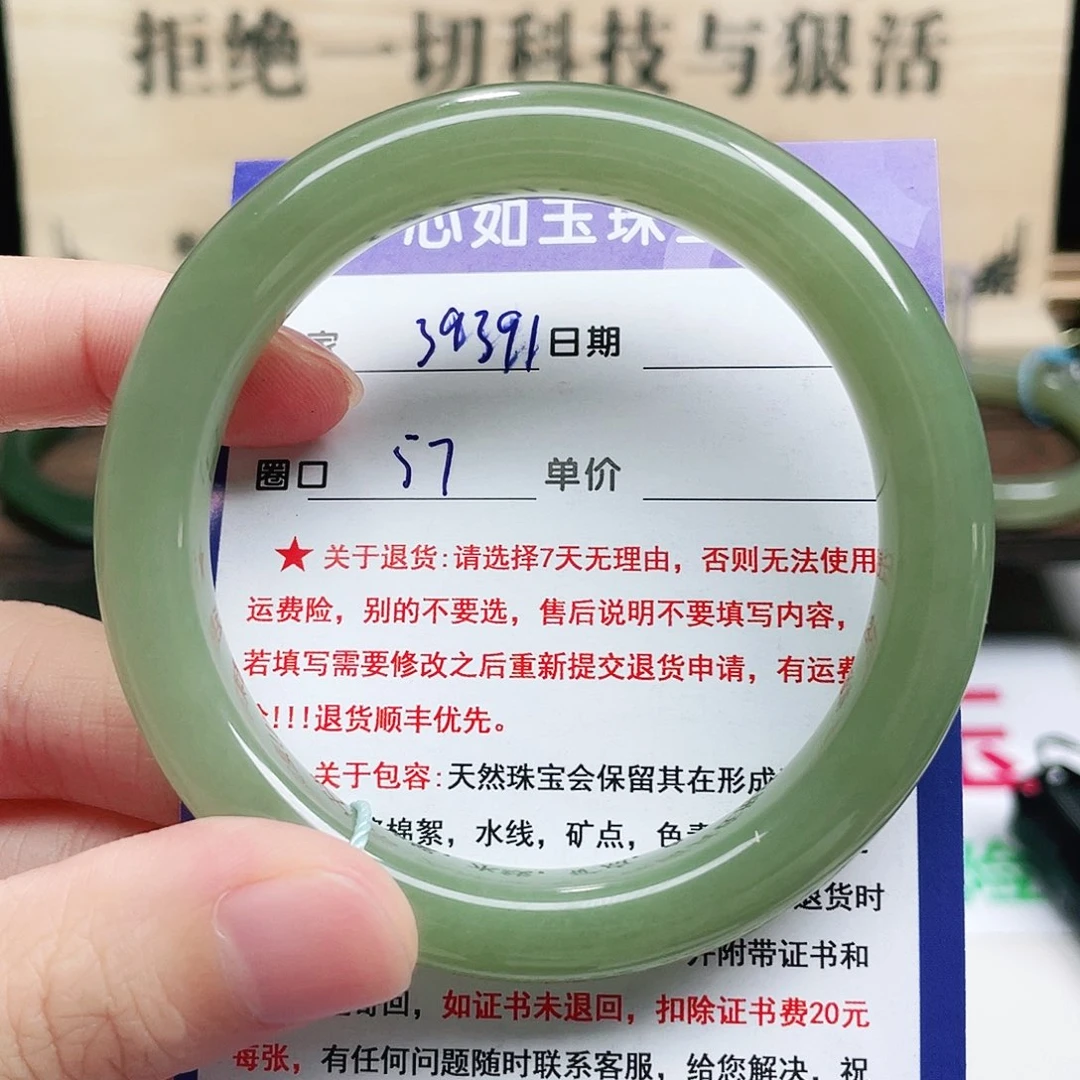 拒绝一切科技与狠活
心如玉珠
家 39391 日期
圈口 57 单价
★ 关于退货:请选择7天无理由，否则无法使用
运费险，别的不要选，售后说明不要填写内容，
若填写需要修改之后重新提交退货申请，有运费
!!!退货顺丰优先。
关于包容:天然珠宝会保留其在形成
棉絮，水线，矿点，色
退货时
并附带证书和
寄回，如证书未退回，扣除证书费20元
每张，有任何问题随时联系客服，给您解决，祝